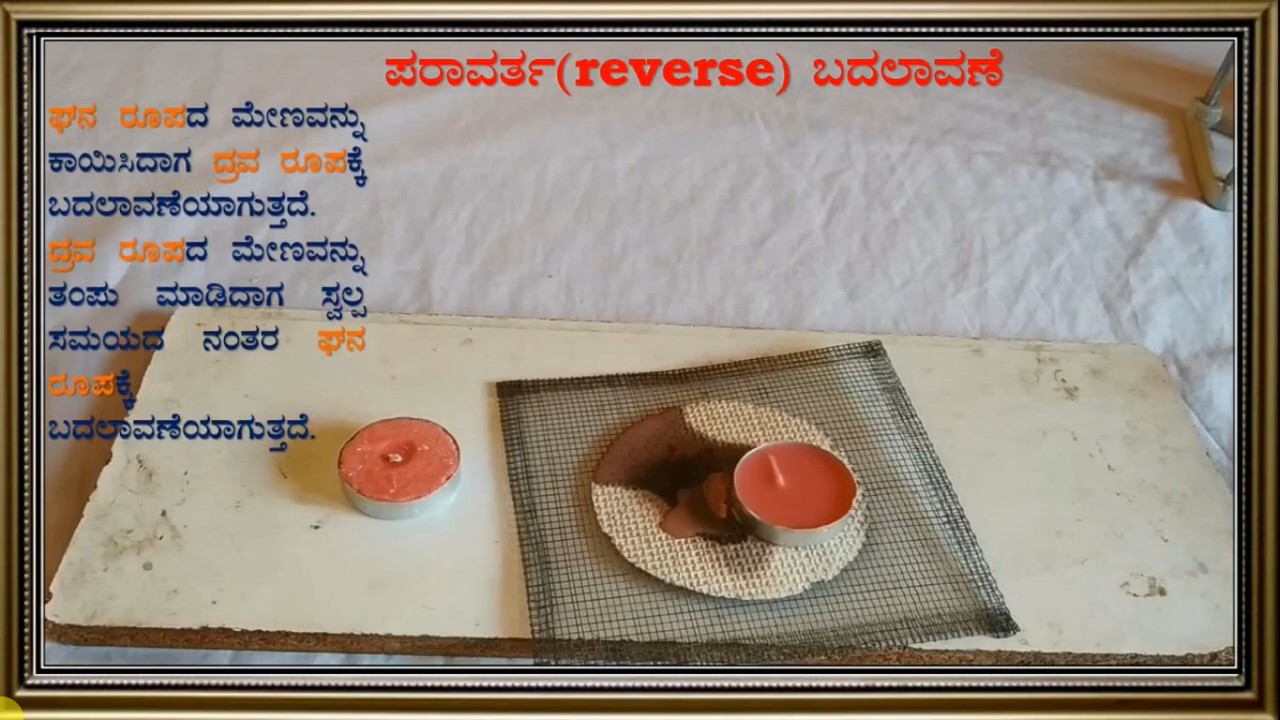 ಪರಾವರ್ತ(reverse) ಬದಲಾವಣೆ
ಘನ ರೂಪದ ಮೇಣವನ್ನು
ಕಾಯಿಸಿದಾಗ ದ್ರವ ರೂಪಕ್ಕೆ
ಬದಲಾವಣೆಯಾಗುತ್ತದೆ.
ದ್ರವ ರೂಪದ ಮೇಣವನ್ನು
ತಂಪು ಮಾಡಿದಾಗ ಸ್ವಲ್ಪ
ಸಮಯದ ನಂತರ ಘನ
ರೂಪಕ್ಕೆ
ಬದಲಾವಣೆಯಾಗುತ್ತದೆ.